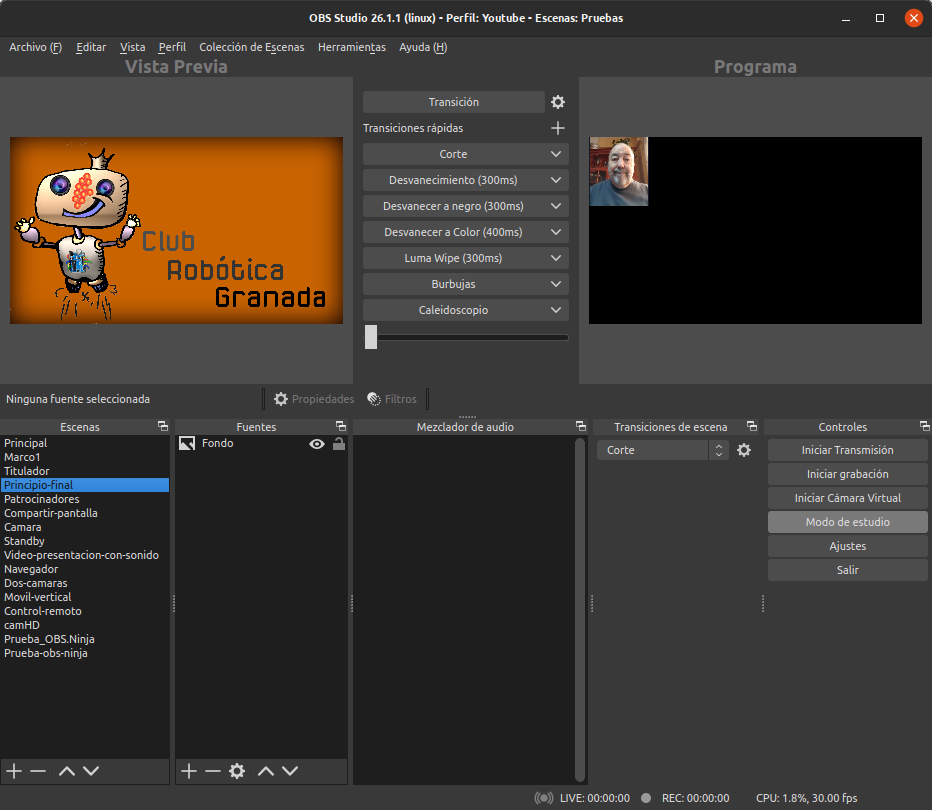 OBS Studio 26.1.1 (linux) - Perfil: Youtube - Escenas: Pruebas
Archivo (F) Editar Vista Perfil Colección de Escenas Herramientas Ayuda (H)
Vista Previa
Programa
Transición
Transiciones rápidas
Corte
Desvanecimiento (300ms)
Desvanecer a negro (300ms)
Desvanecer a Color (400ms)
Luma Wipe (300ms)
Burbujas
Caleidoscopio
Club
Robótica
Granada
Ninguna fuente seleccionada
Propiedades
Filtros
Escenas
Principal
Marco1
Titulador
Principio-final
Patrocinadores
Compartir-pantalla
Camara
Standby
Video-presentacion-con-sonido
Navegador
Dos-camaras
Movil-vertical
Control-remoto
camHD
Prueba_OBS.Ninja
Prueba-obs-ninja
Fuentes
Fondo
Mezclador de audio
Transiciones de escena
Corte
Controles
Iniciar Transmisión
Iniciar grabación
Iniciar Cámara Virtual
Modo de estudio
Ajustes
Salir
LIVE: 00:00:00
REC: 00:00:00
CPU: 1.8%, 30.00 fps